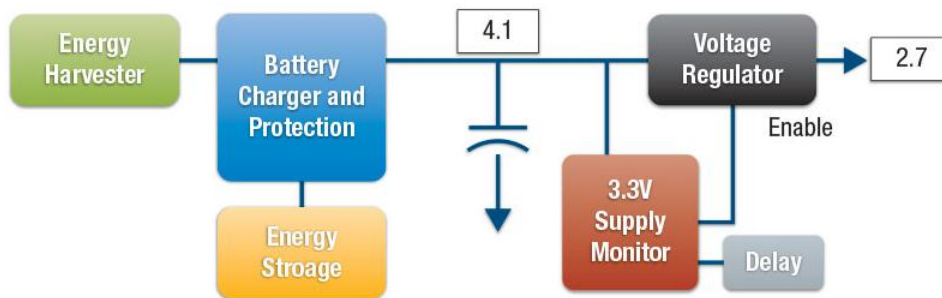 Energy
Harvester
Battery
Charger and
Protection
4.1
Voltage
Regulator
2.7
Enable
3.3V
Supply
Monitor
Energy
Stroage
Delay